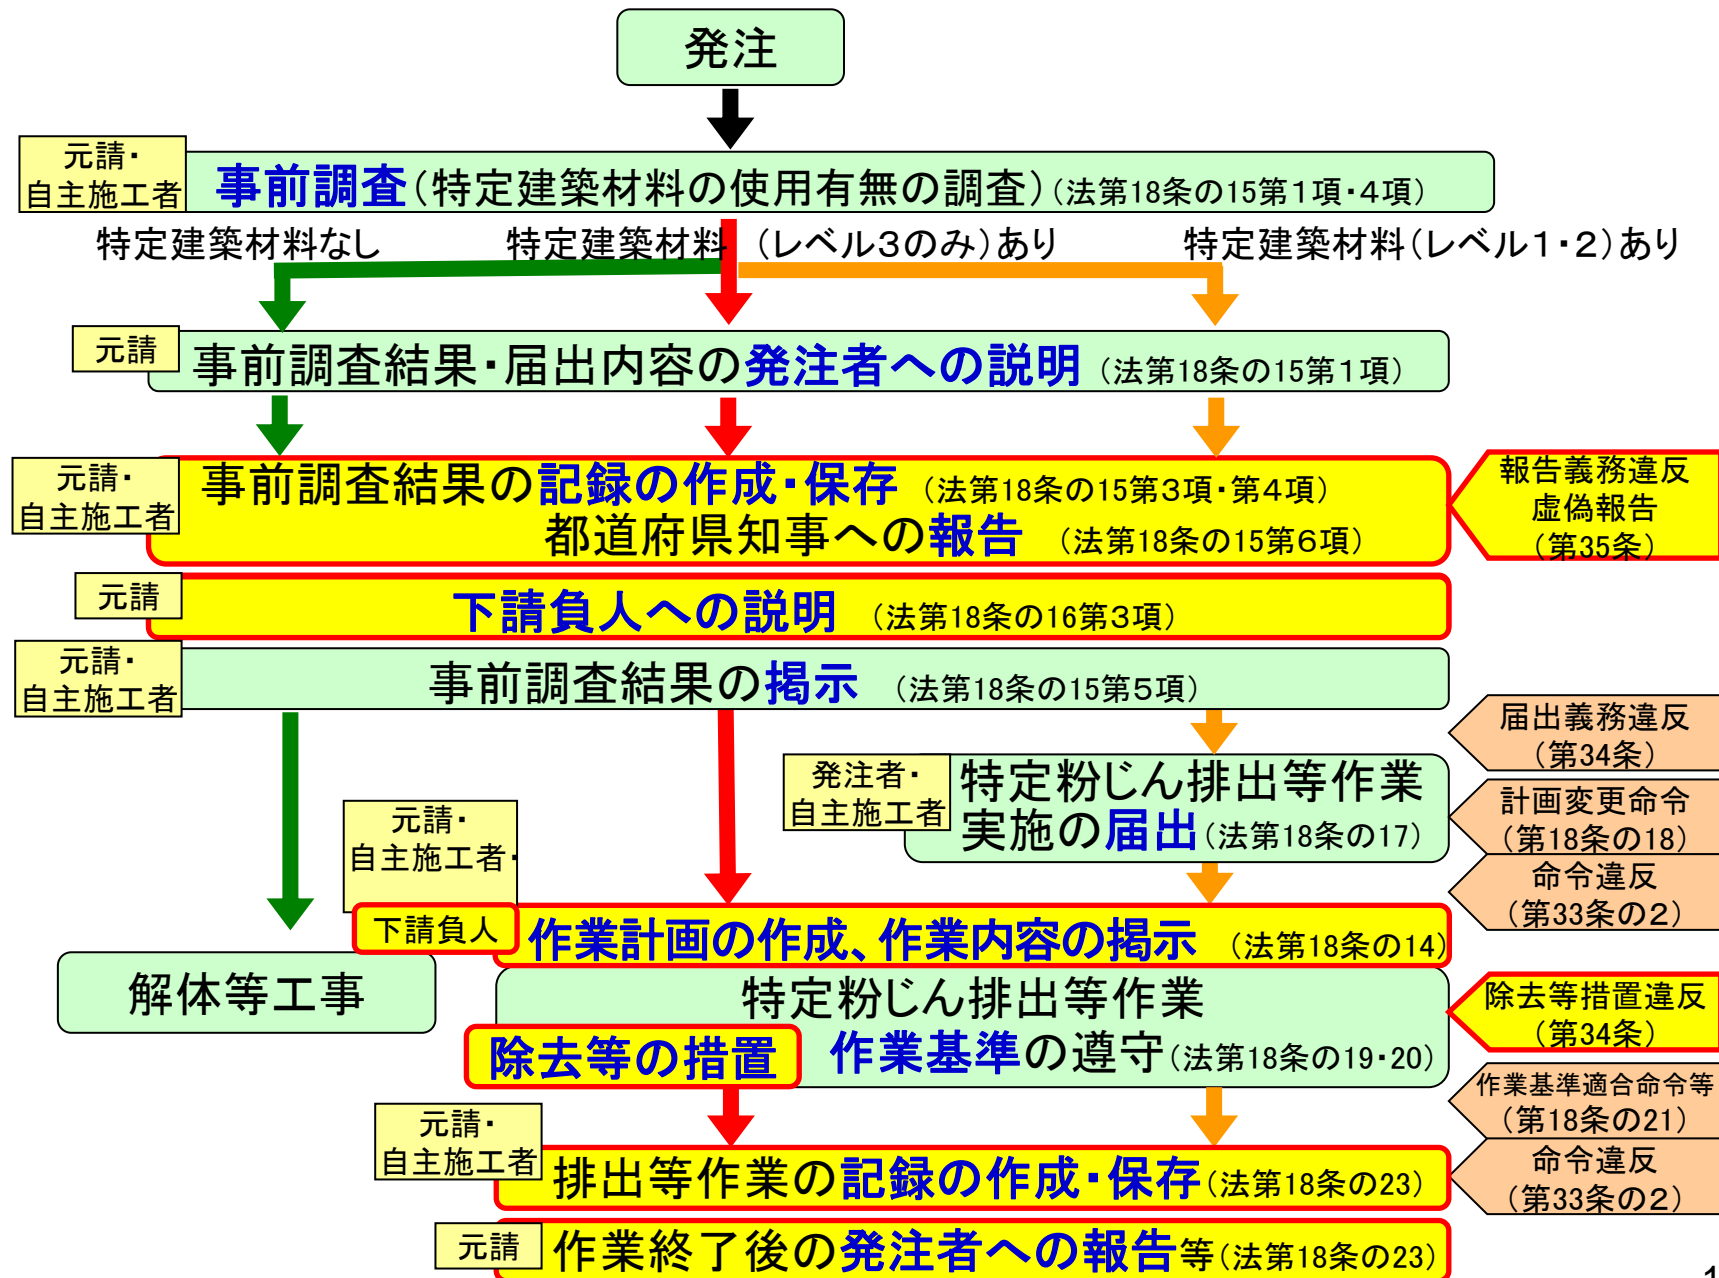 発注
元請・
自主施工者
事前調査(特定建築材料の使用有無の調査)(法第18条の15第1項・4項)
特定建築材料なし
特定建築材料 (レベル3のみ)あり
特定建築材料(レベル1・2)あり
元請
事前調査結果・届出内容の発注者への説明 (法第18条の15第1項)
元請・
自主施工者
事前調査結果の記録の作成・保存 (法第18条の15第3項・第4項)
都道府県知事への報告 (法第18条の15第6項)
報告義務違反
虚偽報告
(第35条)
元請
下請負人への説明 (法第18条の16第3項)
元請・
自主施工者
事前調査結果の掲示 (法第18条の15第5項)
届出義務違反
(第34条)
発注者・
自主施工者
特定粉じん排出等作業
実施の届出(法第18条の17)
計画変更命令
(第18条の18)
命令違反
(第33条の2)
元請・
自主施工者・
下請負人
作業計画の作成、作業内容の掲示 (法第18条の14)
解体等工事
特定粉じん排出等作業
除去等の措置
作業基準の遵守(法第18条の19・20)
除去等措置違反
(第34条)
作業基準適合命令等
(第18条の21)
命令違反
(第33条の2)
元請・
自主施工者
排出等作業の記録の作成・保存(法第18条の23)
元請
作業終了後の発注者への報告等(法第18条の23)
1